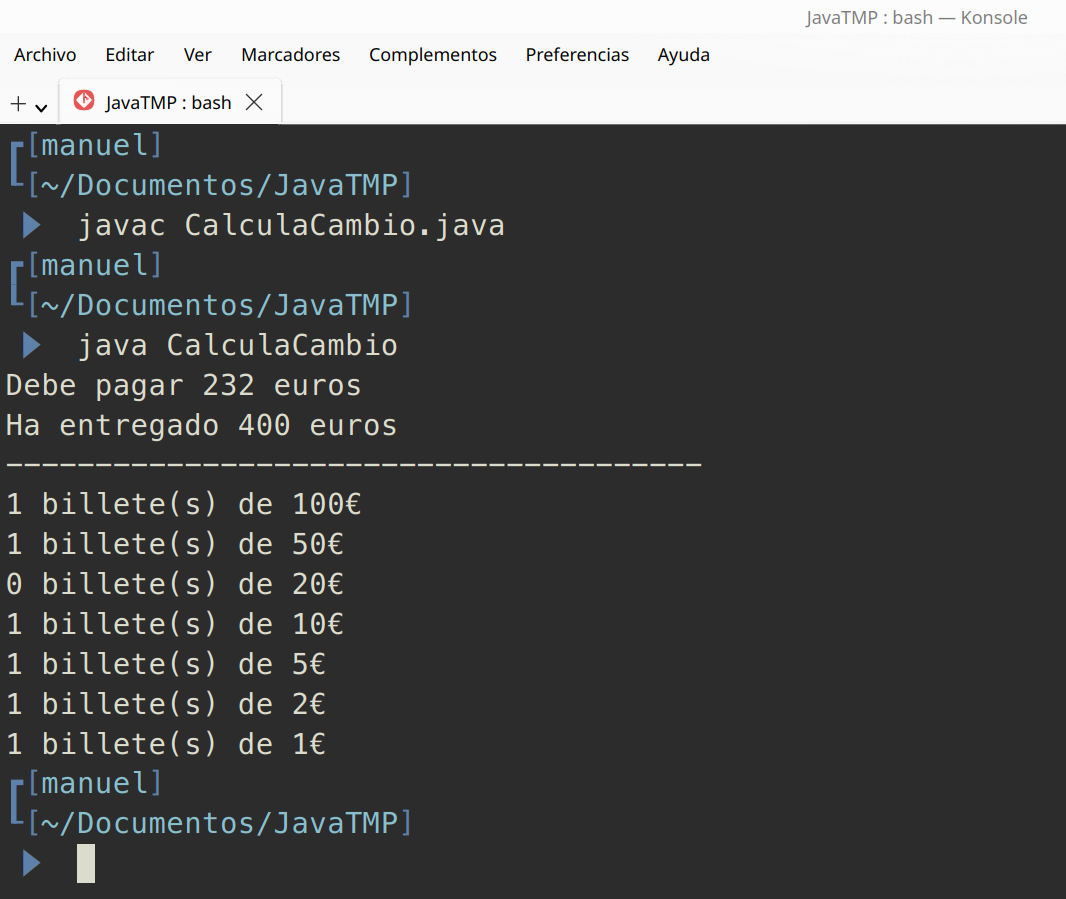 JavaTMP : bash — Konsole
Archivo Editar Ver Marcadores Complementos Preferencias Ayuda
JavaTMP : bash
[manuel]
[~/Documentos/JavaTMP]
javac CalculaCambio.java
[manuel]
[~/Documentos/JavaTMP]
java CalculaCambio
Debe pagar 232 euros
Ha entregado 400 euros
---------------------------------------
1 billete(s) de 100€
1 billete(s) de 50€
0 billete(s) de 20€
1 billete(s) de 10€
1 billete(s) de 5€
1 billete(s) de 2€
1 billete(s) de 1€
[manuel]
[~/Documentos/JavaTMP]